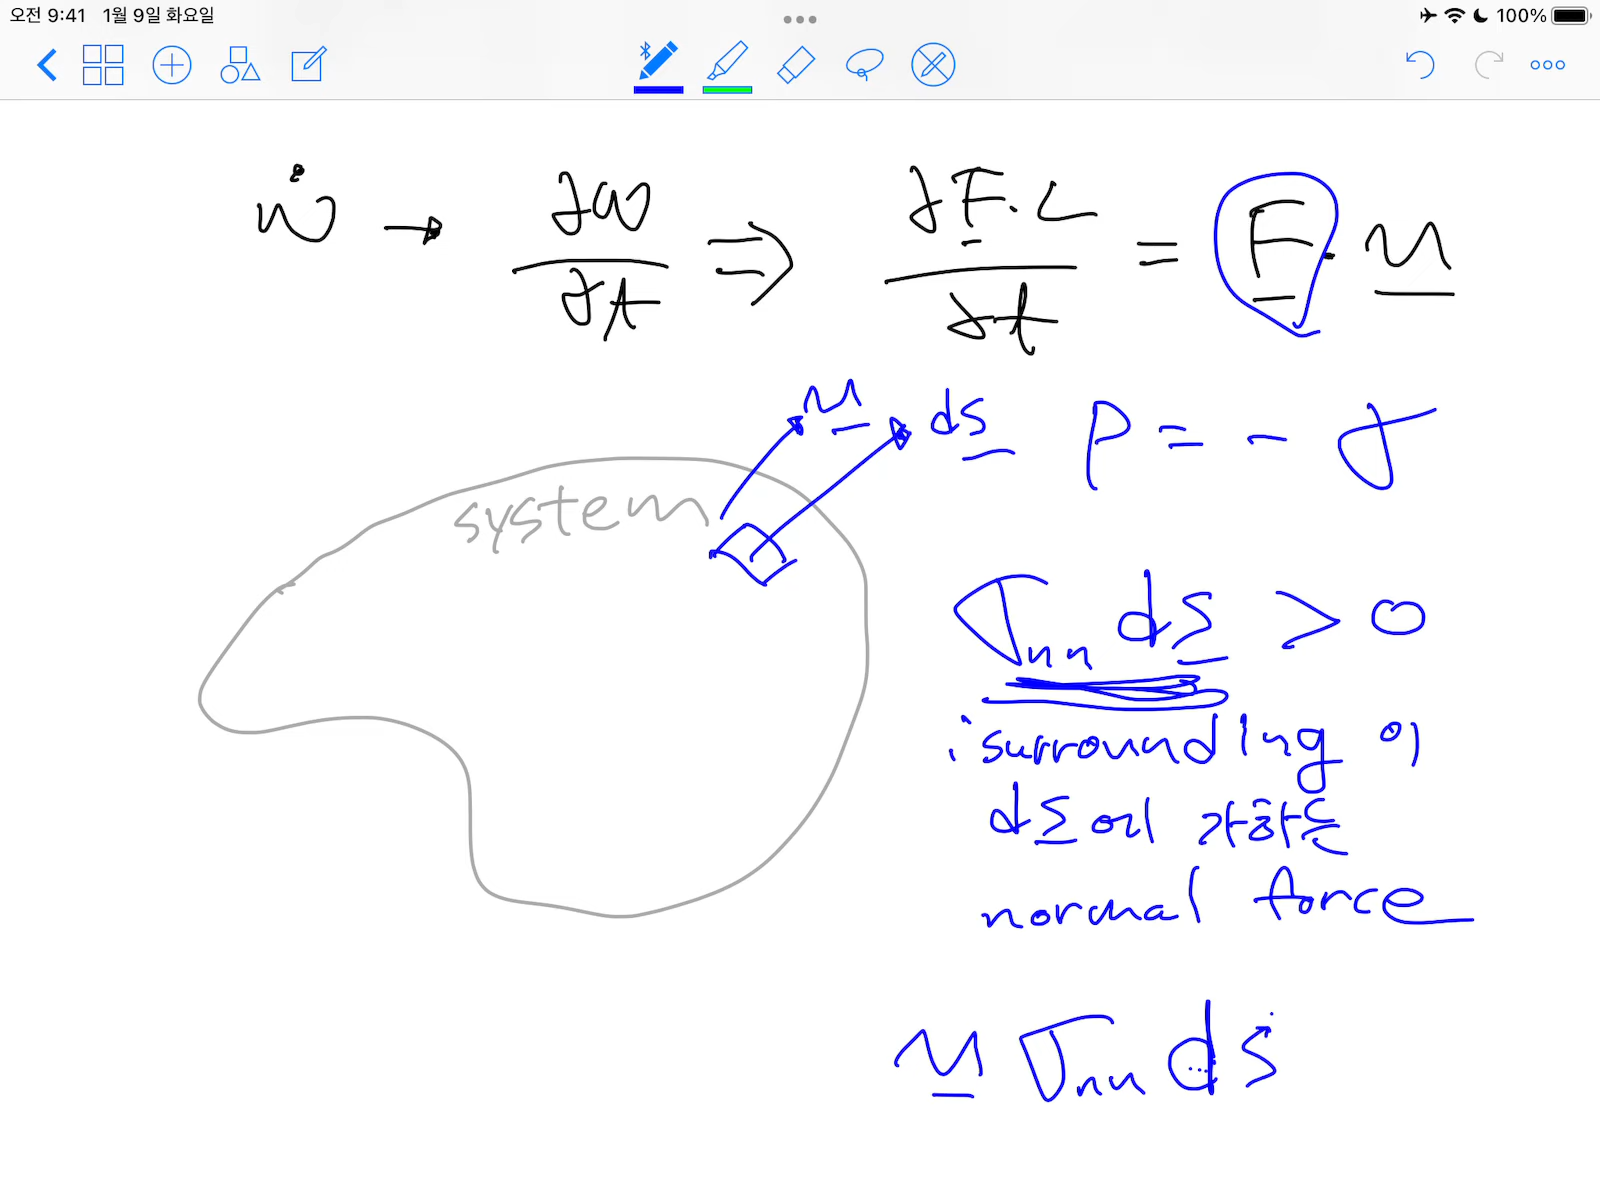 오전 9:41 1월 9일 화요일 100%
Ẇ → ∂W/∂t ⇒ ∂F·L/∂t = F·u
u ds P = - σ
system
σnn ds > 0
; surrounding 이
ds에 가하는
normal force
u σnn ds